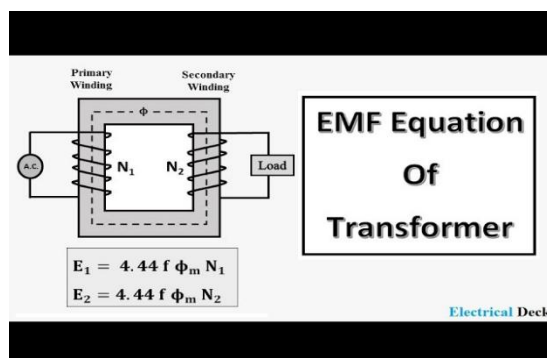 Primary
Winding
Secondary
Winding
ϕ
A.C.
N₁
N₂
Load
E₁ = 4.44 f ϕₘ N₁
E₂ = 4.44 f ϕₘ N₂
EMF Equation
Of
Transformer
Electrical Deck